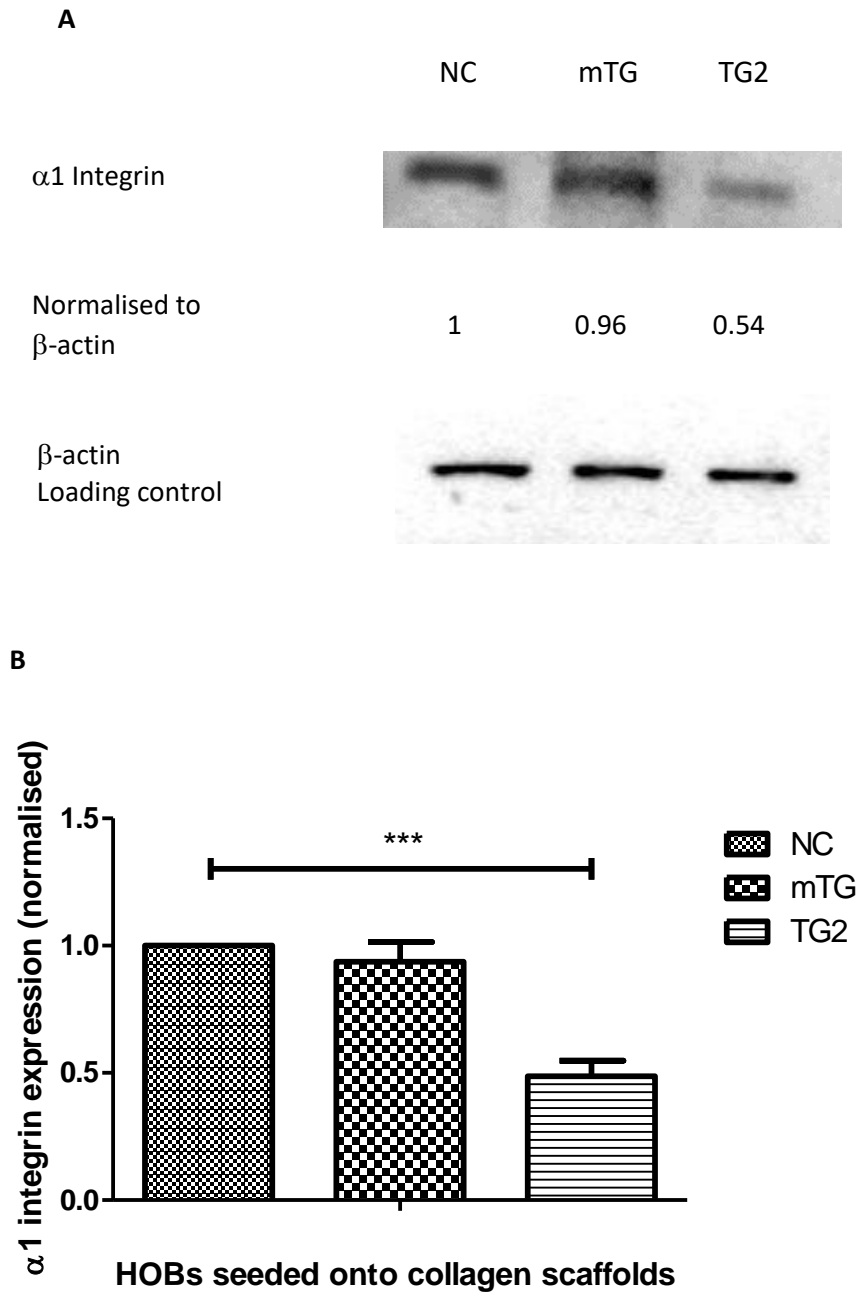 A
NC mTG TG2
α1 Integrin
Normalised to
β-actin
1 0.96 0.54
β-actin
Loading control
B
α1 integrin expression (normalised)
1.5
1.0
0.5
0.0
***
NC
mTG
TG2
HOBs seeded onto collagen scaffolds